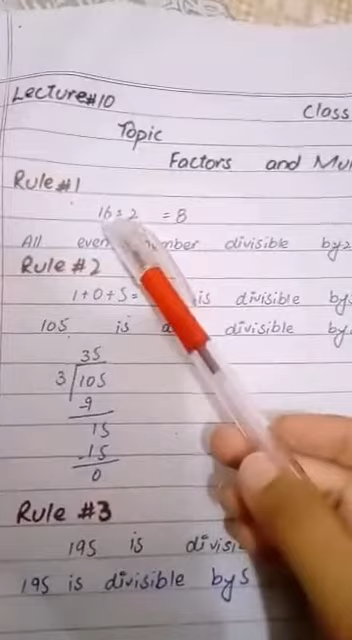 Lecture#10
Class
Topic
Factors and Mu
Rule #1
16÷2 = 8
All even number divisible by 2
Rule #2
1+0+5= is divisible by
105 is divisible by
35
3 105
9
15
15
0
Rule #3
195 is divisi
195 is divisible by 5